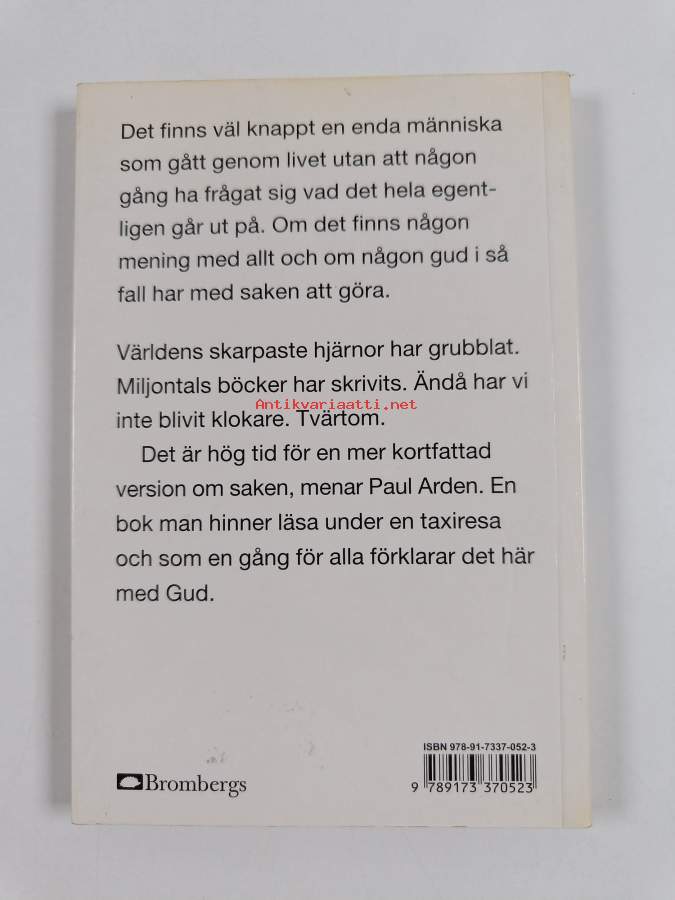 Det finns väl knappt en enda människa
som gått genom livet utan att någon
gång ha frågat sig vad det hela egent-
ligen går ut på. Om det finns någon
mening med allt och om någon gud i så
fall har med saken att göra.
Världens skarpaste hjärnor har grubblat.
Miljontals böcker har skrivits. Ändå har vi
Antikvariaatti.net
inte blivit klokare. Tvärtom.
Det är hög tid för en mer kortfattad
version om saken, menar Paul Arden. En
bok man hinner läsa under en taxiresa
och som en gång för alla förklarar det här
med Gud.
ISBN 978-91-7337-052-3
9 789173 370523
Brombergs